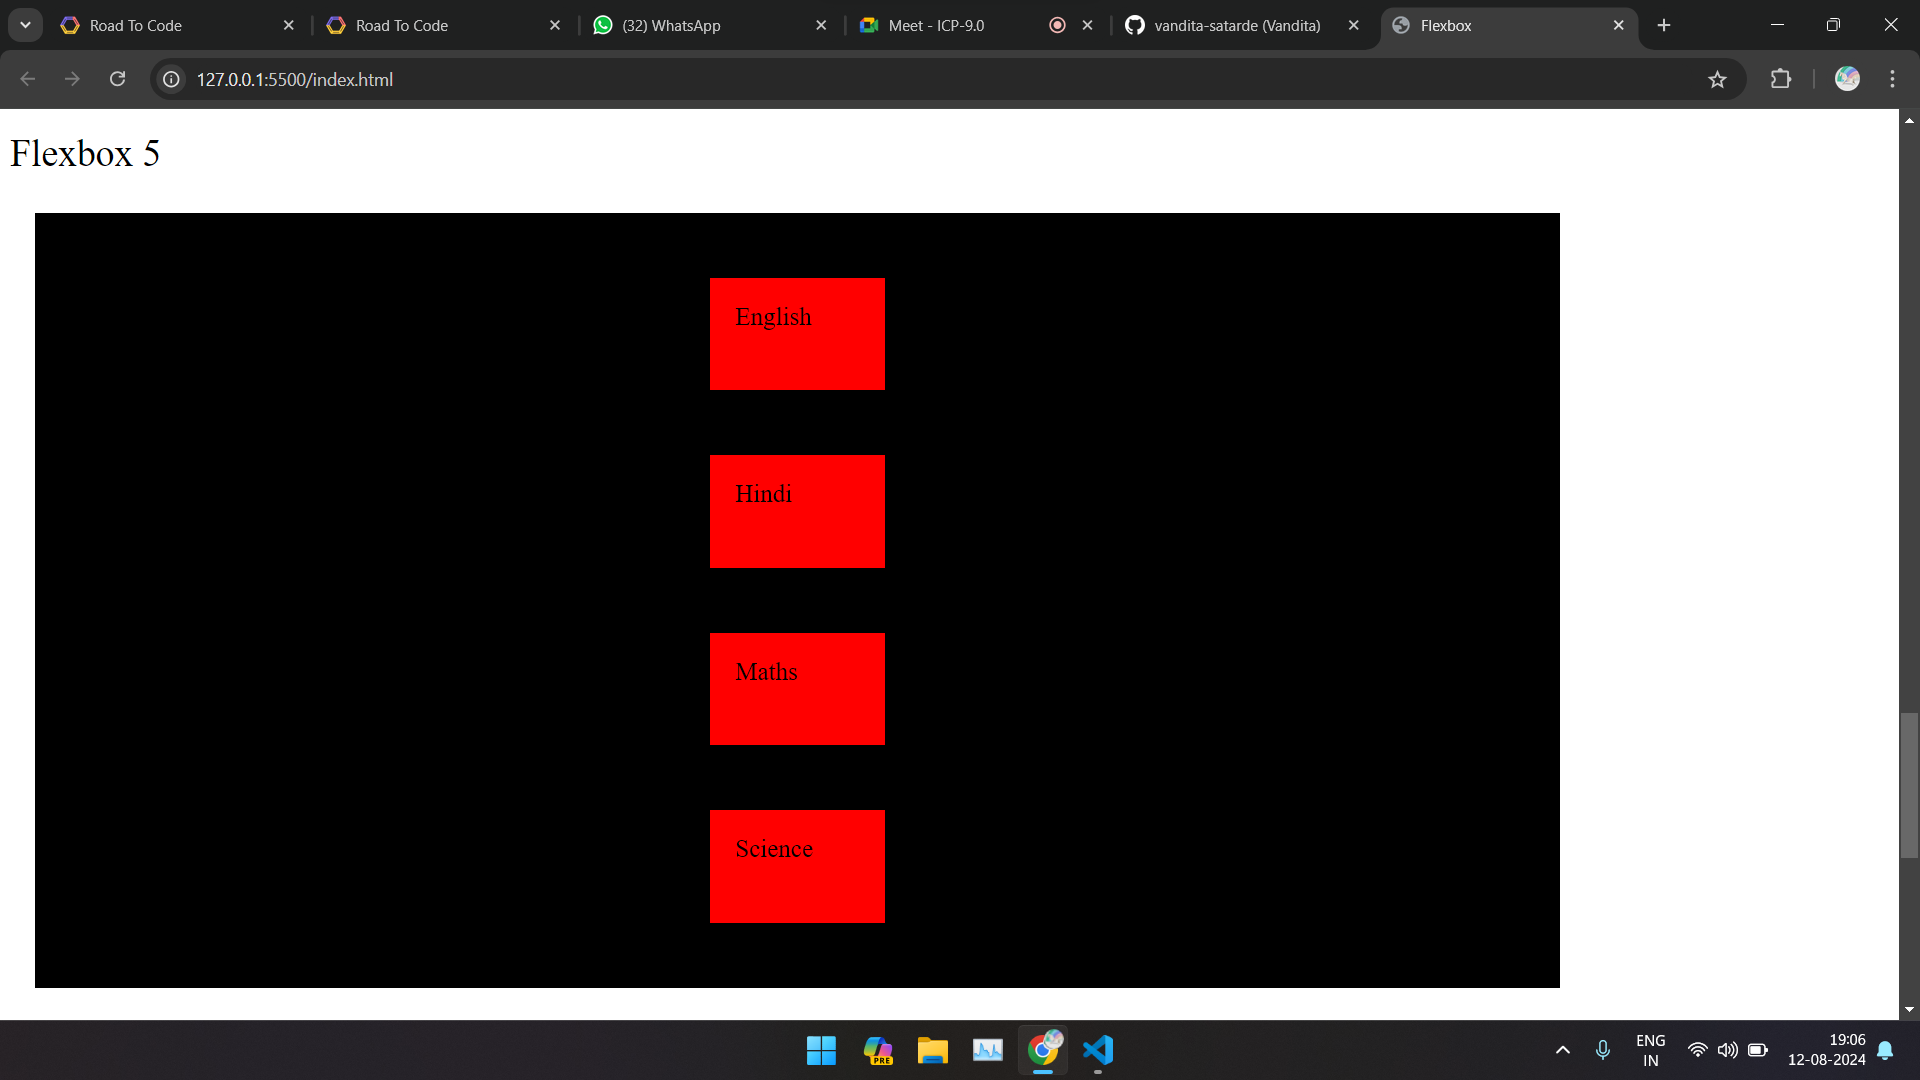 Road To Code
Road To Code
(32) WhatsApp
Meet - ICP-9.0
vandita-satarde (Vandita)
Flexbox
127.0.0.1:5500/index.html
Flexbox 5
English
Hindi
Maths
Science
PRE
ENG
IN
19:06
12-08-2024